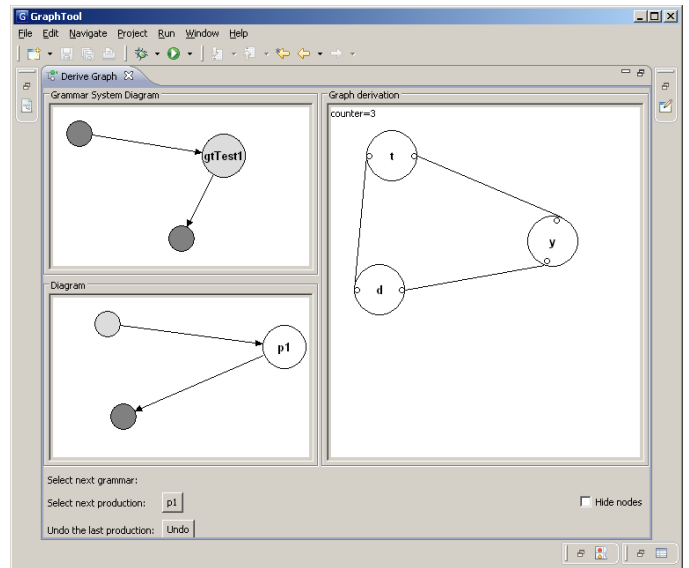 GraphTool
File Edit Navigate Project Run Window Help
Derive Graph
Grammar System Diagram
gtTest1
Graph derivation
counter=3
t
y
d
Diagram
p1
Select next grammar:
Select next production: p1
Hide nodes
Undo the last production: Undo